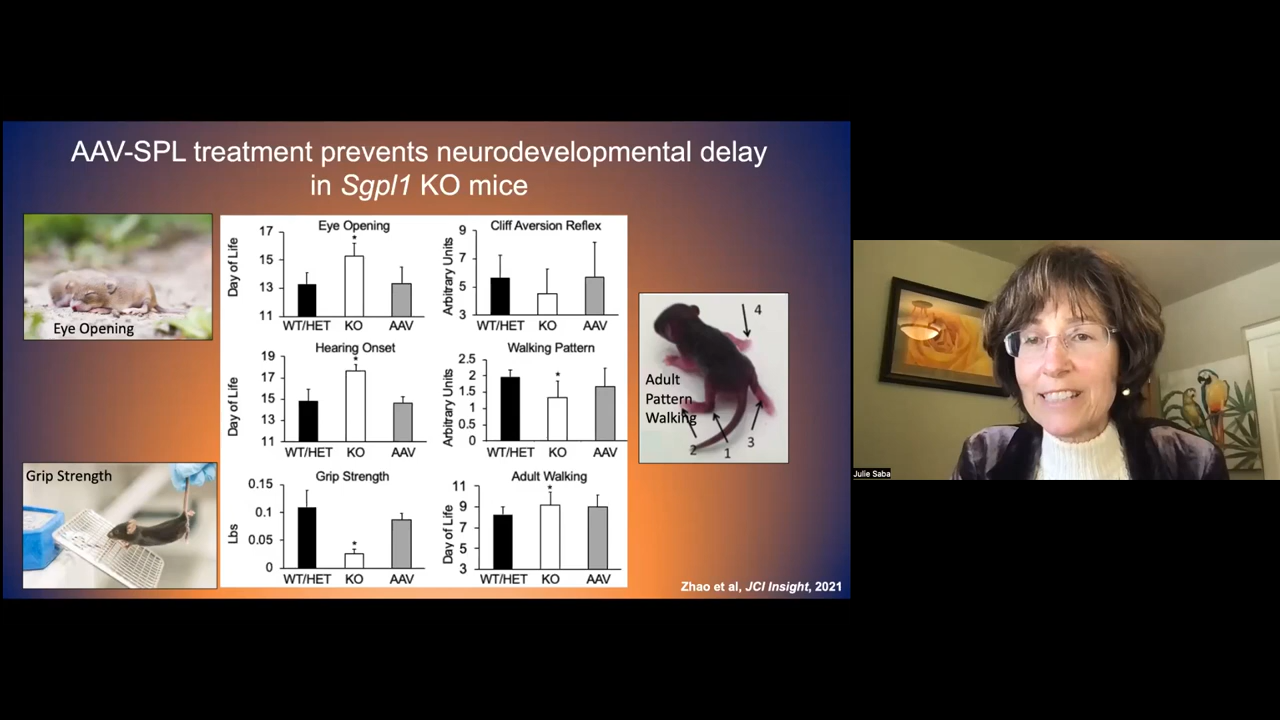 AAV-SPL treatment prevents neurodevelopmental delay
in Sgpl1 KO mice
Eye Opening
Eye Opening
Day of Life
17
15
13
11
*
WT/HET KO AAV
Cliff Aversion Reflex
Arbitrary Units
9
7
5
3
WT/HET KO AAV
Hearing Onset
Day of Life
19
17
15
13
11
*
WT/HET KO AAV
Walking Pattern
Arbitrary Units
2.5
2
1.5
1
0.5
0
*
WT/HET KO AAV
Grip Strength
Grip Strength
Lbs
0.15
0.1
0.05
0
*
WT/HET KO AAV
Adult Walking
Day of Life
11
9
7
5
3
*
WT/HET KO AAV
Adult
Pattern
Walking
4
2
1
3
Zhao et al, JCI Insight, 2021
Julie Saba